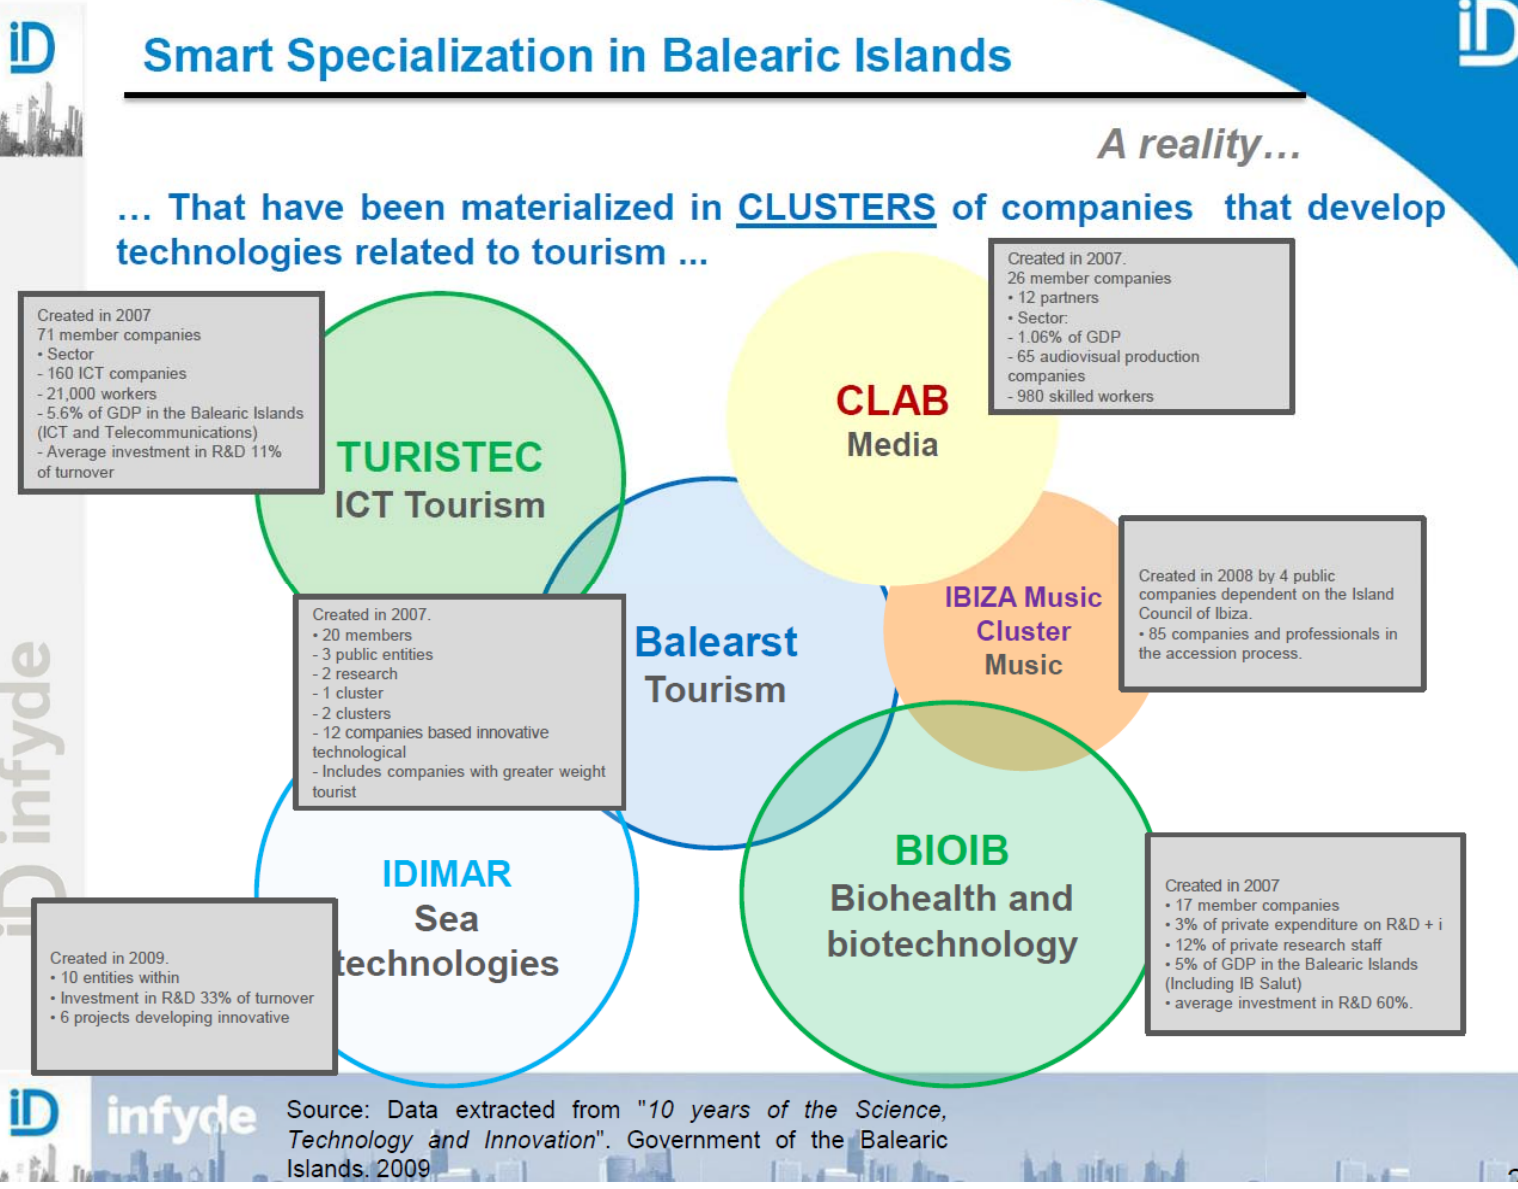 iD
iD
Smart Specialization in Balearic Islands
A reality…
… That have been materialized in CLUSTERS of companies that develop
technologies related to tourism ...
Created in 2007
71 member companies
• Sector
- 160 ICT companies
- 21,000 workers
- 5.6% of GDP in the Balearic Islands
(ICT and Telecommunications)
- Average investment in R&D 11%
of turnover
TURISTEC
ICT Tourism
CLAB
Media
Created in 2007.
26 member companies
• 12 partners
• Sector:
- 1.06% of GDP
- 65 audiovisual production
companies
- 980 skilled workers
Created in 2007.
• 20 members
- 3 public entities
- 2 research
- 1 cluster
- 2 clusters
- 12 companies based innovative
technological
- Includes companies with greater weight
tourist
Balearst
Tourism
IBIZA Music
Cluster
Music
Created in 2008 by 4 public
companies dependent on the Island
Council of Ibiza.
• 85 companies and professionals in
the accession process.
IDIMAR
Sea
technologies
Created in 2009.
• 10 entities within
• Investment in R&D 33% of turnover
• 6 projects developing innovative
BIOIB
Biohealth and
biotechnology
Created in 2007
• 17 member companies
• 3% of private expenditure on R&D + i
• 12% of private research staff
• 5% of GDP in the Balearic Islands
(Including IB Salut)
• average investment in R&D 60%.
iD infyde
iD infyde
Source: Data extracted from "10 years of the Science,
Technology and Innovation". Government of the Balearic
Islands. 2009